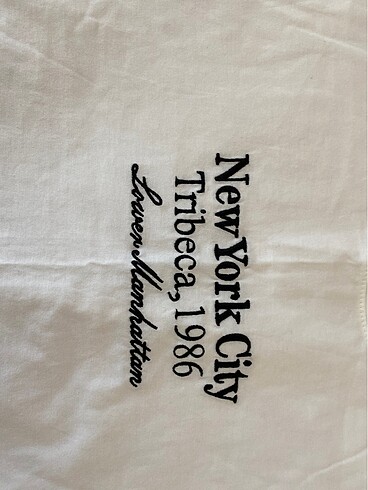 New York City
Tribeca, 1986
Lower Manhattan